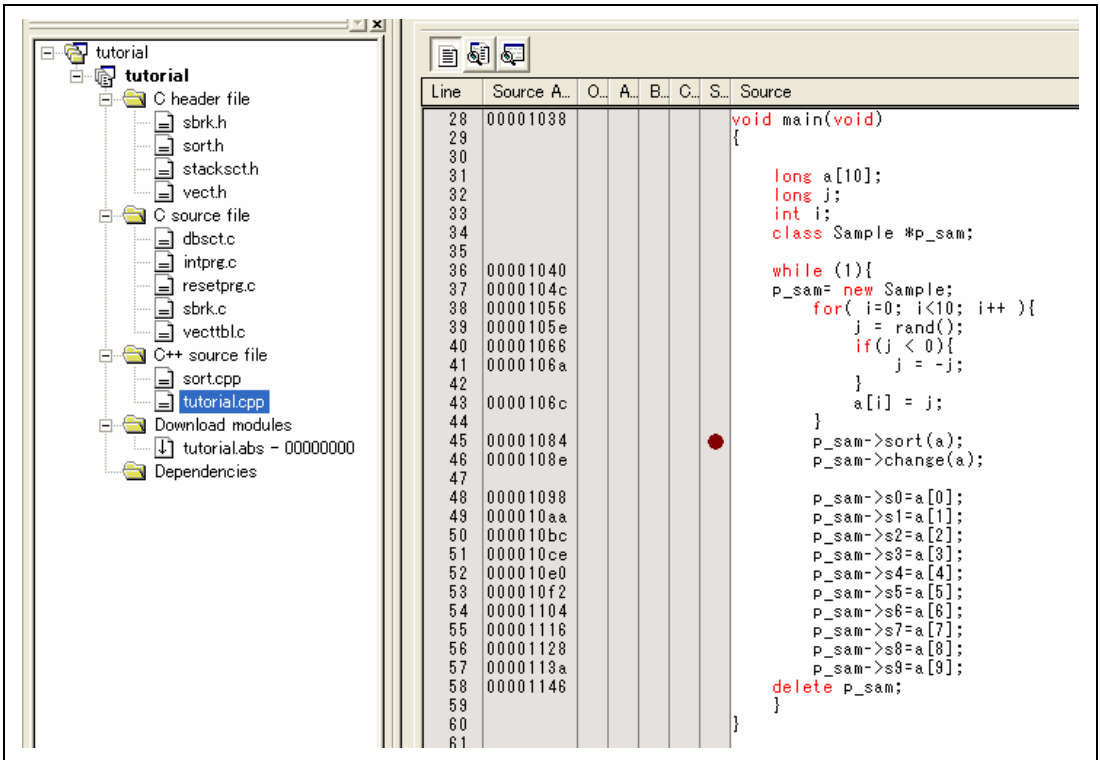 tutorial
tutorial
C header file
sbrk.h
sort.h
stacksct.h
vect.h
C source file
dbsct.c
intprg.c
resetprg.c
sbrk.c
vecttbl.c
C++ source file
sort.cpp
tutorial.cpp
Download modules
tutorial.abs - 00000000
Dependencies
Line Source A... O... A... B... C... S... Source
28 00001038 void main(void)
29 {
30
31 long a[10];
32 long j;
33 int i;
34 class Sample *p_sam;
35
36 00001040 while (1){
37 0000104c p_sam= new Sample;
38 00001056 for( i=0; i<10; i++ ){
39 0000105e j = rand();
40 00001066 if(j < 0){
41 0000106a j = -j;
42 }
43 0000106c a[i] = j;
44 }
45 00001084 p_sam->sort(a);
46 0000108e p_sam->change(a);
47
48 00001098 p_sam->s0=a[0];
49 000010aa p_sam->s1=a[1];
50 000010bc p_sam->s2=a[2];
51 000010ce p_sam->s3=a[3];
52 000010e0 p_sam->s4=a[4];
53 000010f2 p_sam->s5=a[5];
54 00001104 p_sam->s6=a[6];
55 00001116 p_sam->s7=a[7];
56 00001128 p_sam->s8=a[8];
57 0000113a p_sam->s9=a[9];
58 00001146 delete p_sam;
59 }
60 }
61